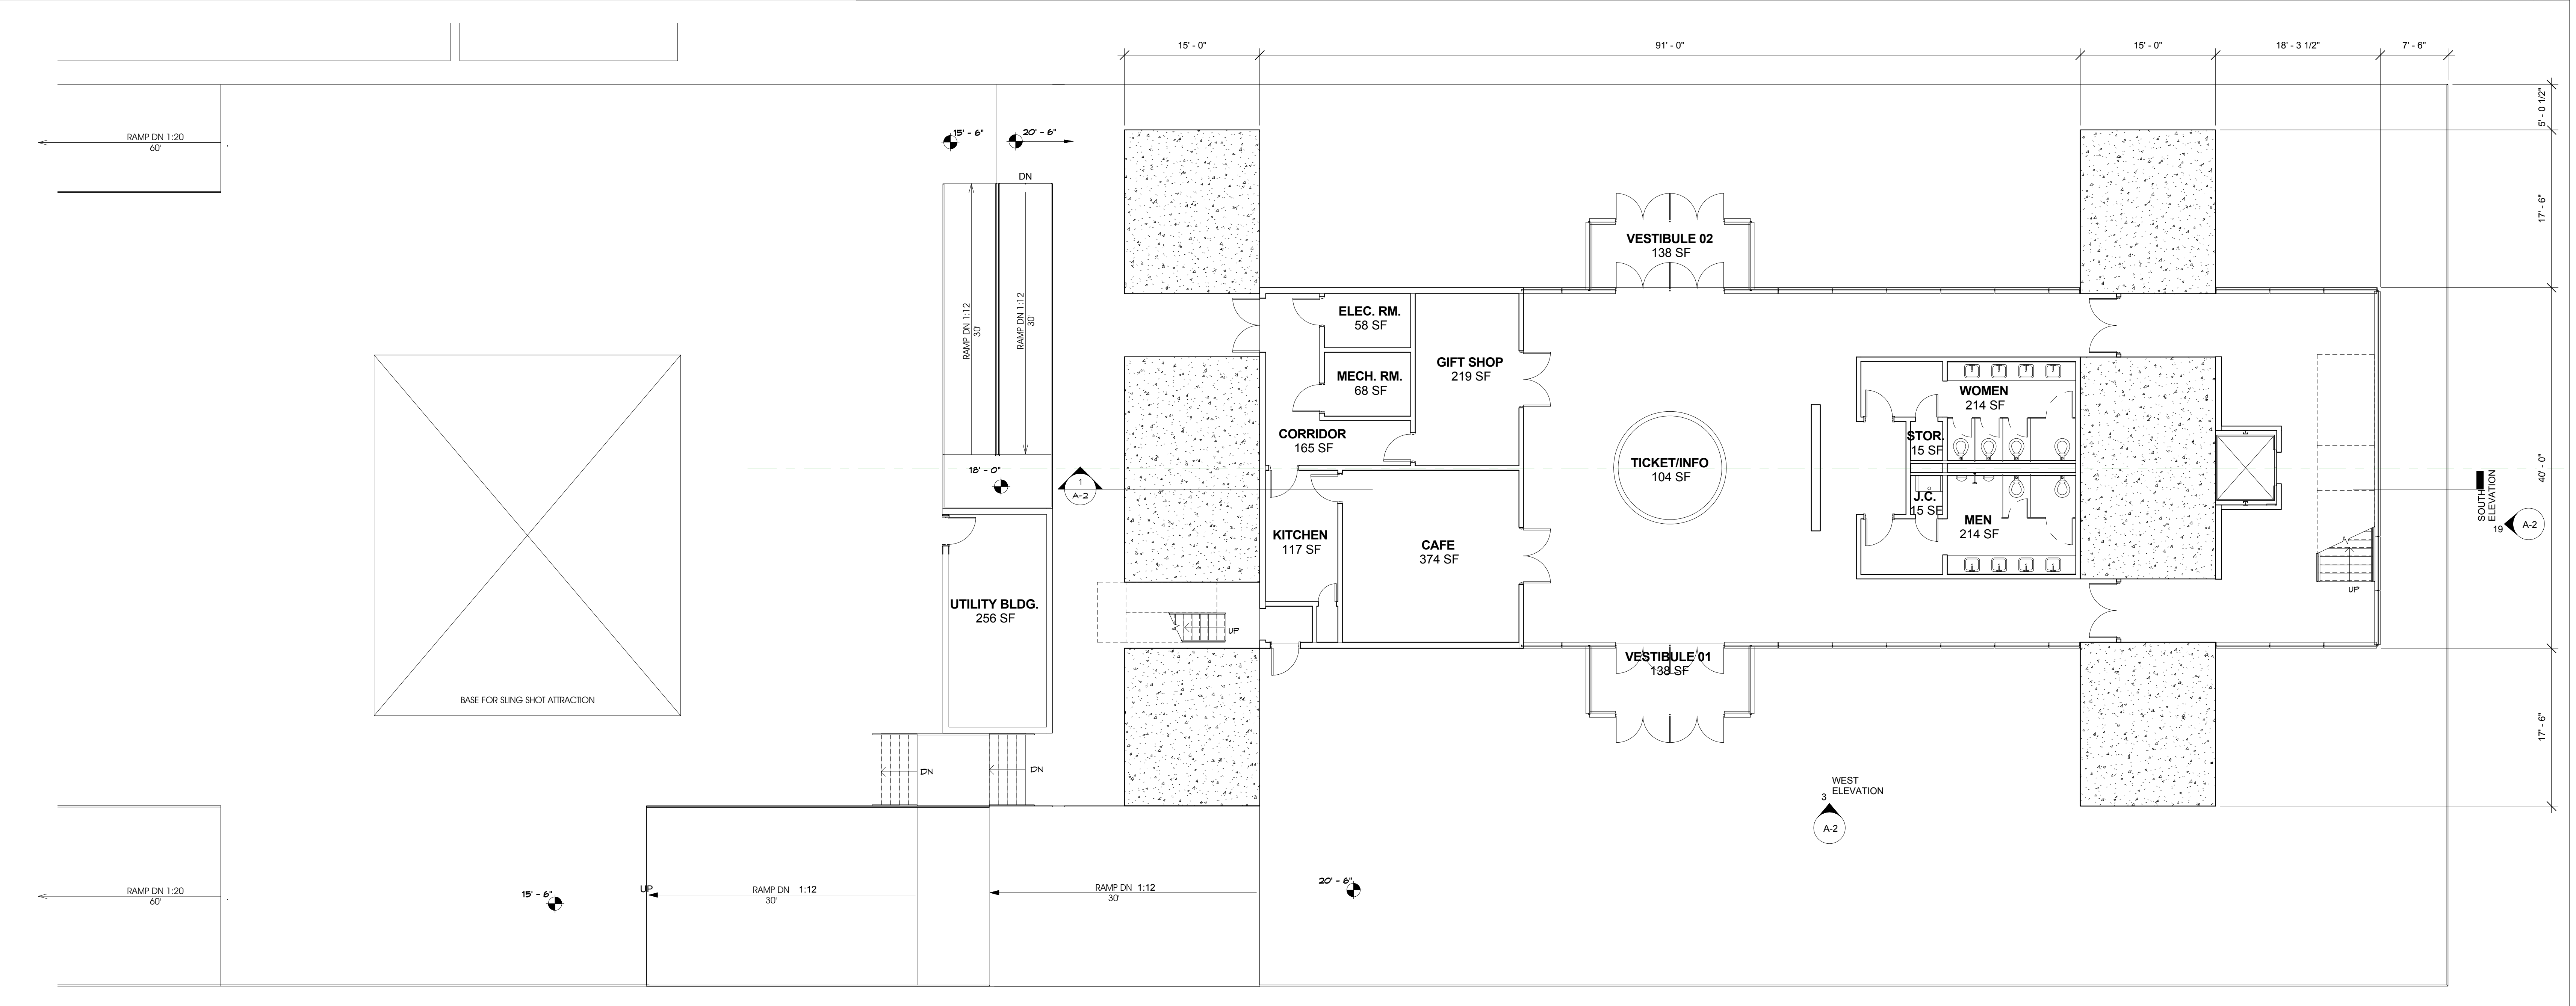 15' - 0"
91' - 0"
15' - 0"
18' - 3 1/2"
7' - 6"
5' - 0 1/2"
17' - 6"
40' - 0"
17' - 6"
RAMP DN 1:20
60'
15' - 6"
20' - 6"
DN
RAMP DN 1:12
30'
RAMP DN 1:12
30'
18' - 0"
1
A-2
VESTIBULE 02
138 SF
ELEC. RM.
58 SF
MECH. RM.
68 SF
GIFT SHOP
219 SF
CORRIDOR
165 SF
TICKET/INFO
104 SF
WOMEN
214 SF
STOR.
15 SF
J.C.
15 SF
MEN
214 SF
KITCHEN
117 SF
CAFE
374 SF
SOUTH
ELEVATION
19
A-2
UP
UTILITY BLDG.
256 SF
UP
VESTIBULE 01
138 SF
BASE FOR SLING SHOT ATTRACTION
DN
DN
WEST
ELEVATION
3
A-2
RAMP DN 1:20
60'
15' - 6"
UP
RAMP DN 1:12
30'
RAMP DN 1:12
30'
20' - 6"